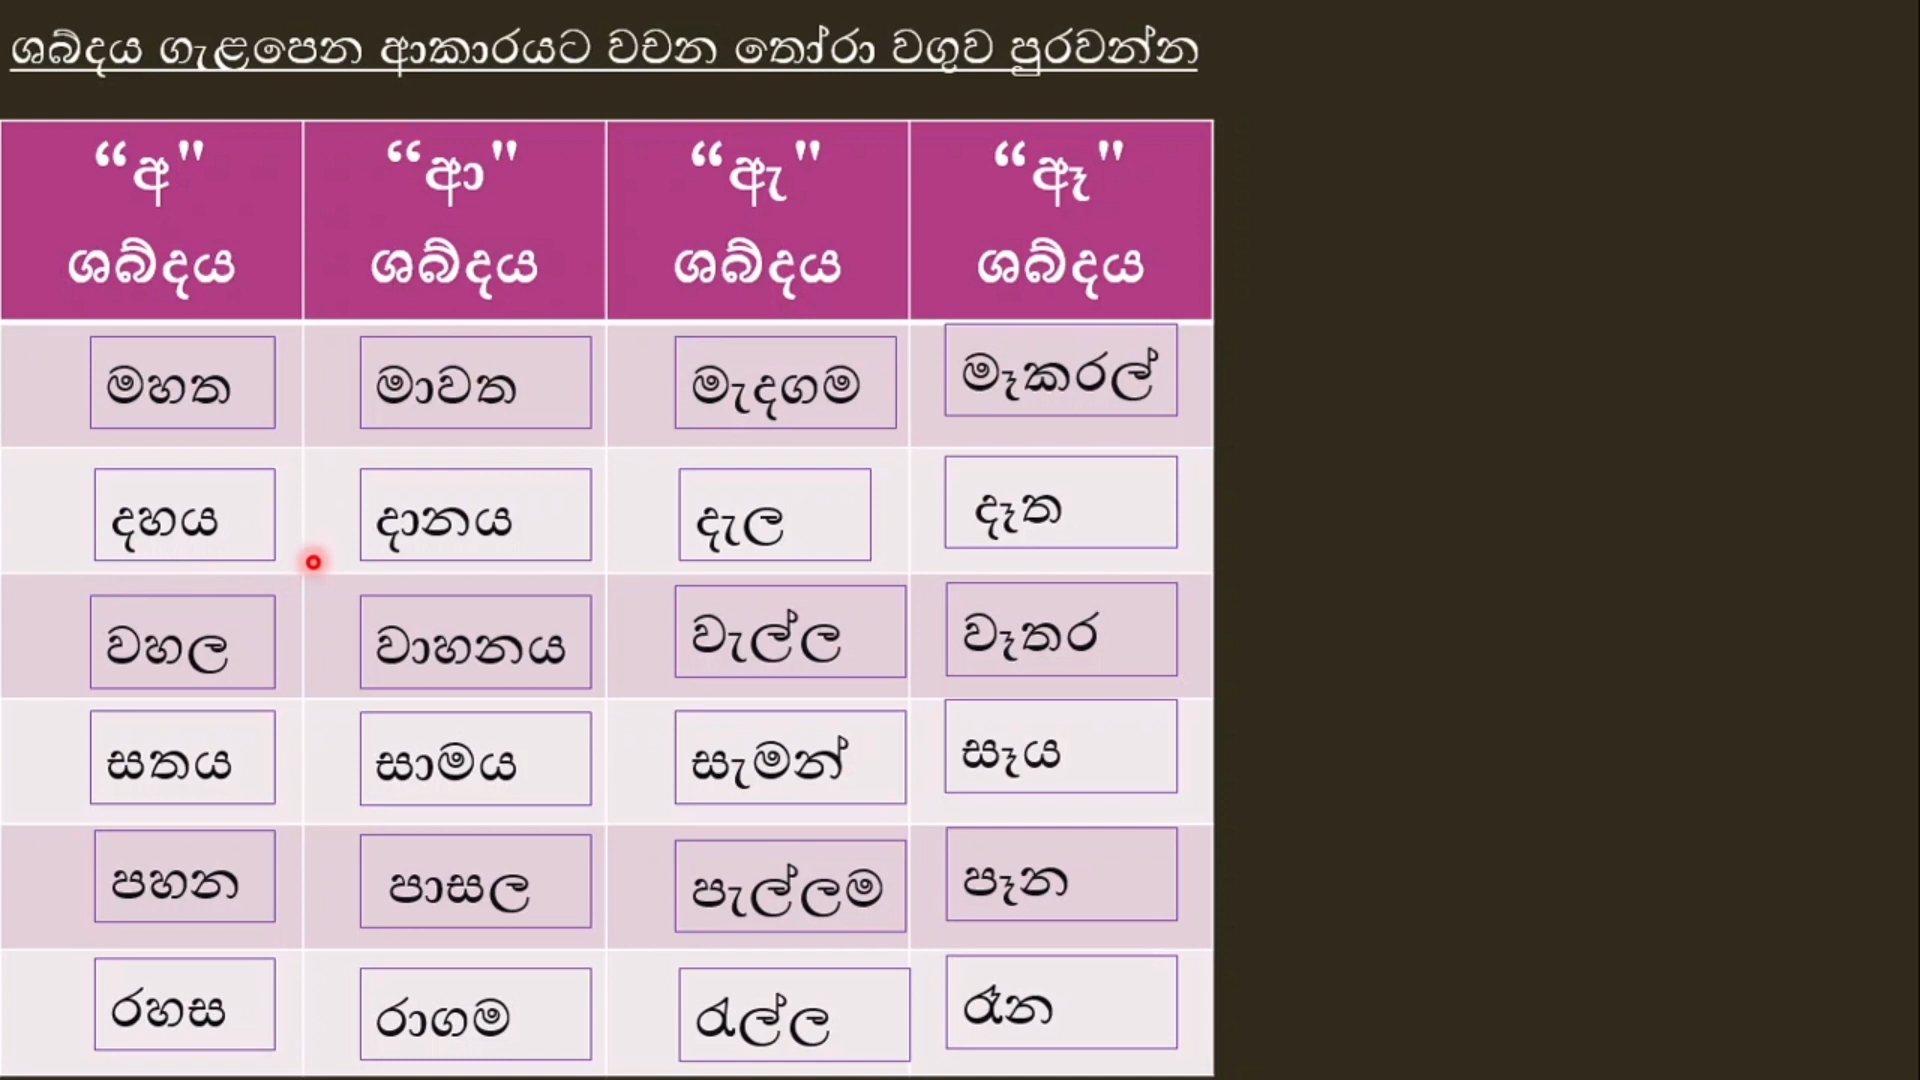 ශබ්දය ගැළපෙන ආකාරයට වචන තෝරා වගුව පුරවන්න
“අ" “ආ" “ඇ" “ඈ"
ශබ්දය ශබ්දය ශබ්දය ශබ්දය
මහත මාවත මැදගම මෑකරල්
දහය දානය දැල දෑත
වහල වාහනය වැල්ල වෑතර
සතය සාමය සැමන් සෑය
පහන පාසල පැල්ලම පෑන
රහස රාගම රැල්ල රෑන